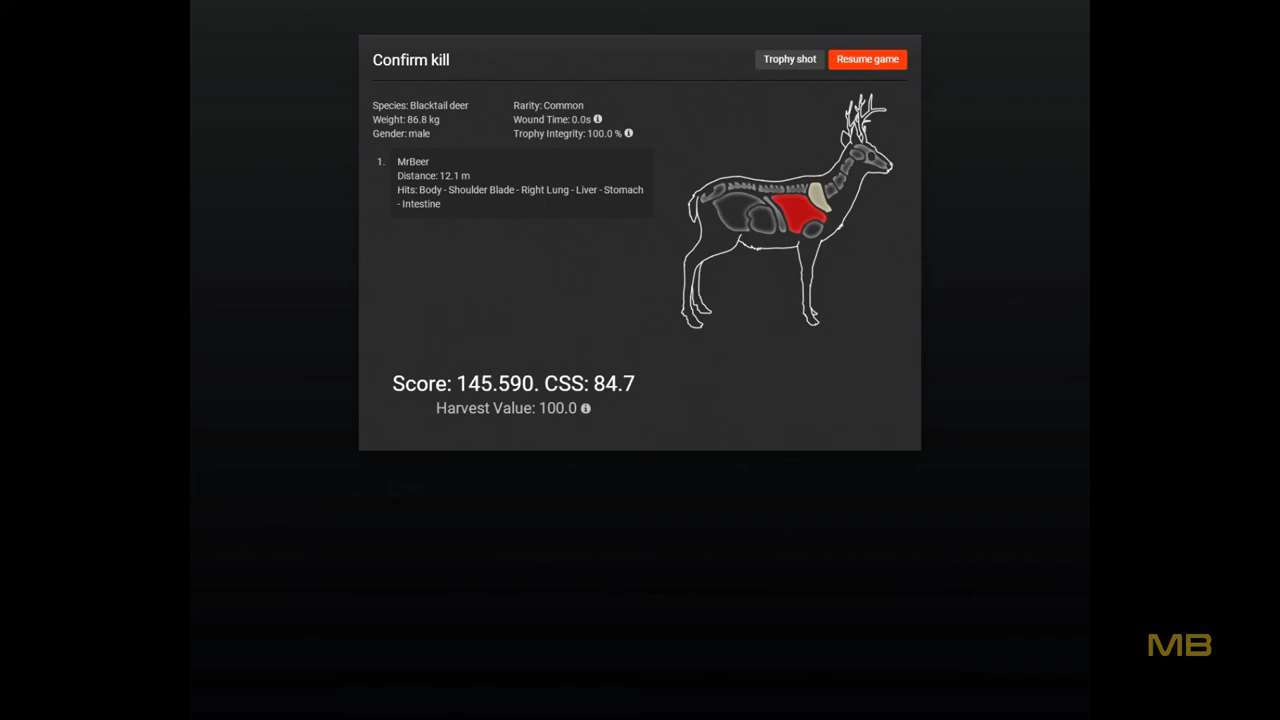 Confirm kill
Trophy shot
Resume game
Species: Blacktail deer
Weight: 86.8 kg
Gender: male
Rarity: Common
Wound Time: 0.0s
Trophy Integrity: 100.0 %
1.
MrBeer
Distance: 12.1 m
Hits: Body - Shoulder Blade - Right Lung - Liver - Stomach
- Intestine
Score: 145.590. CSS: 84.7
Harvest Value: 100.0
MB